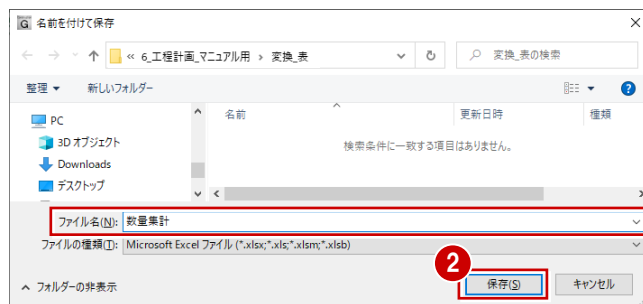 G 名前を付けて保存
« 6_工程計画_マニュアル用 › 変換_表
変換_表の検索
整理 新しいフォルダー
名前 更新日時 種類
PC
3D オブジェクト
Downloads
デスクトップ
検索条件に一致する項目はありません。
ファイル名(N): 数量集計
ファイルの種類(T): Microsoft Excel ファイル (*.xlsx;*.xls;*.xlsm;*.xlsb)
2
フォルダーの非表示 保存(S) キャンセル